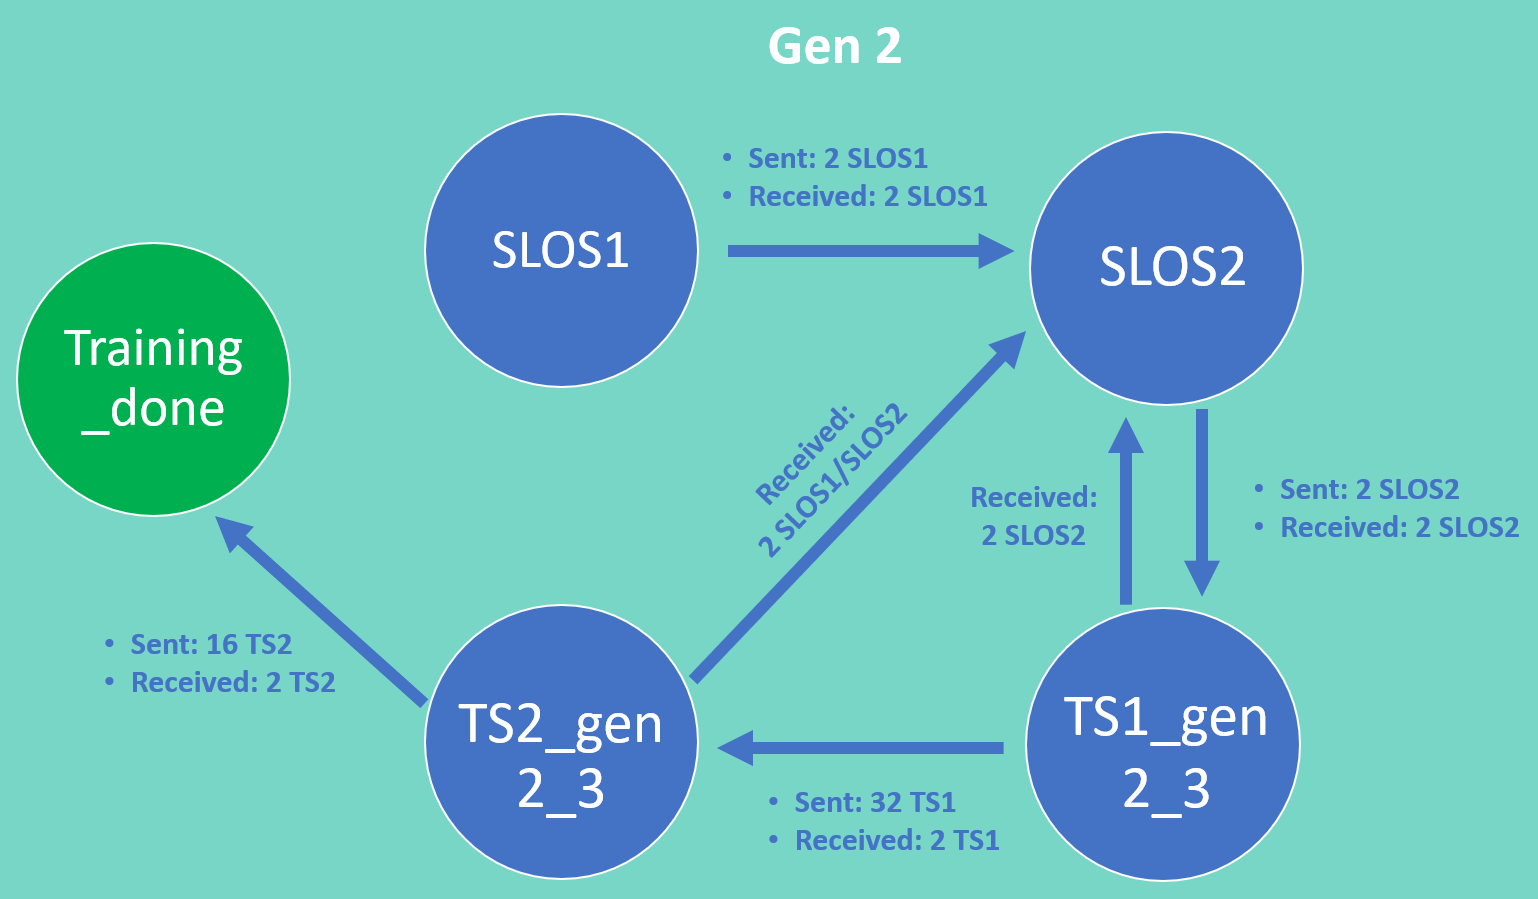 Gen 2
SLOS1
• Sent: 2 SLOS1
• Received: 2 SLOS1
SLOS2
Training
_done
Received:
2 SLOS1/SLOS2
Received:
2 SLOS2
• Sent: 2 SLOS2
• Received: 2 SLOS2
• Sent: 16 TS2
• Received: 2 TS2
TS2_gen
2_3
• Sent: 32 TS1
• Received: 2 TS1
TS1_gen
2_3